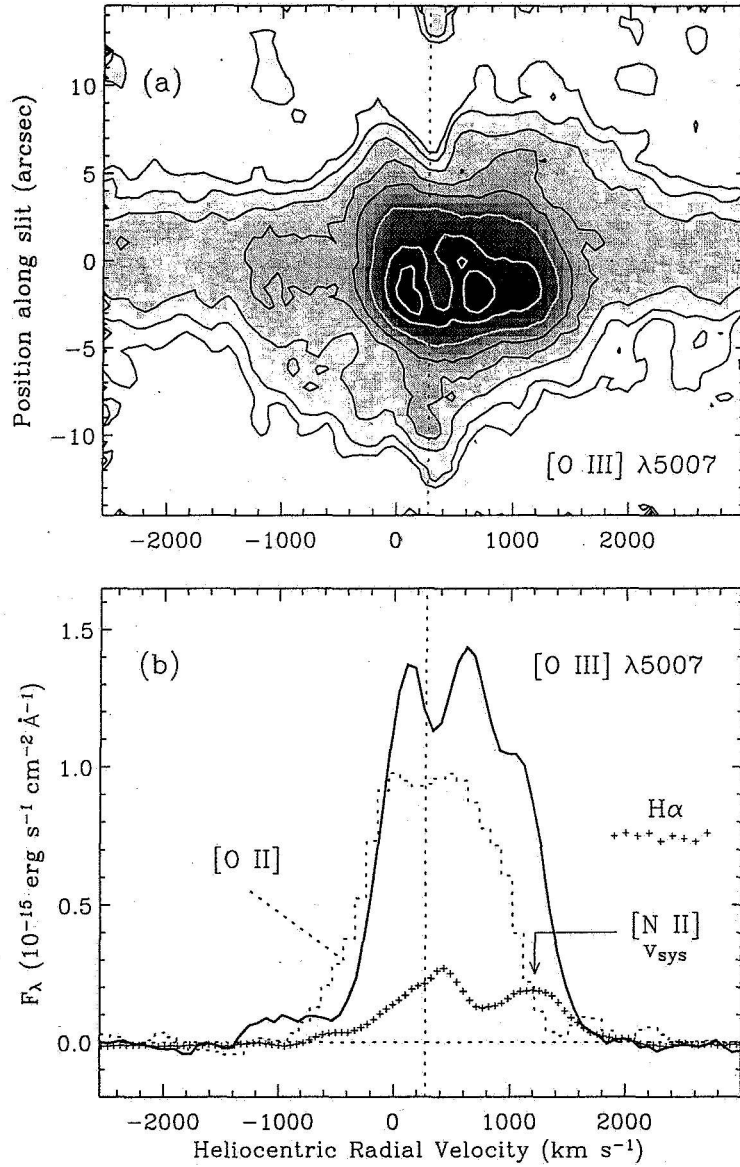 (a)
10
5
0
−5
−10
Position along slit (arcsec)
[O III] λ5007
−2000 −1000 0 1000 2000
(b)
[O III] λ5007
1.5
1.0
0.5
0.0
F_λ (10⁻¹⁵ erg s⁻¹ cm⁻² Å⁻¹)
Hα
[O II]
[N II]
v_sys
−2000 −1000 0 1000 2000
Heliocentric Radial Velocity (km s⁻¹)